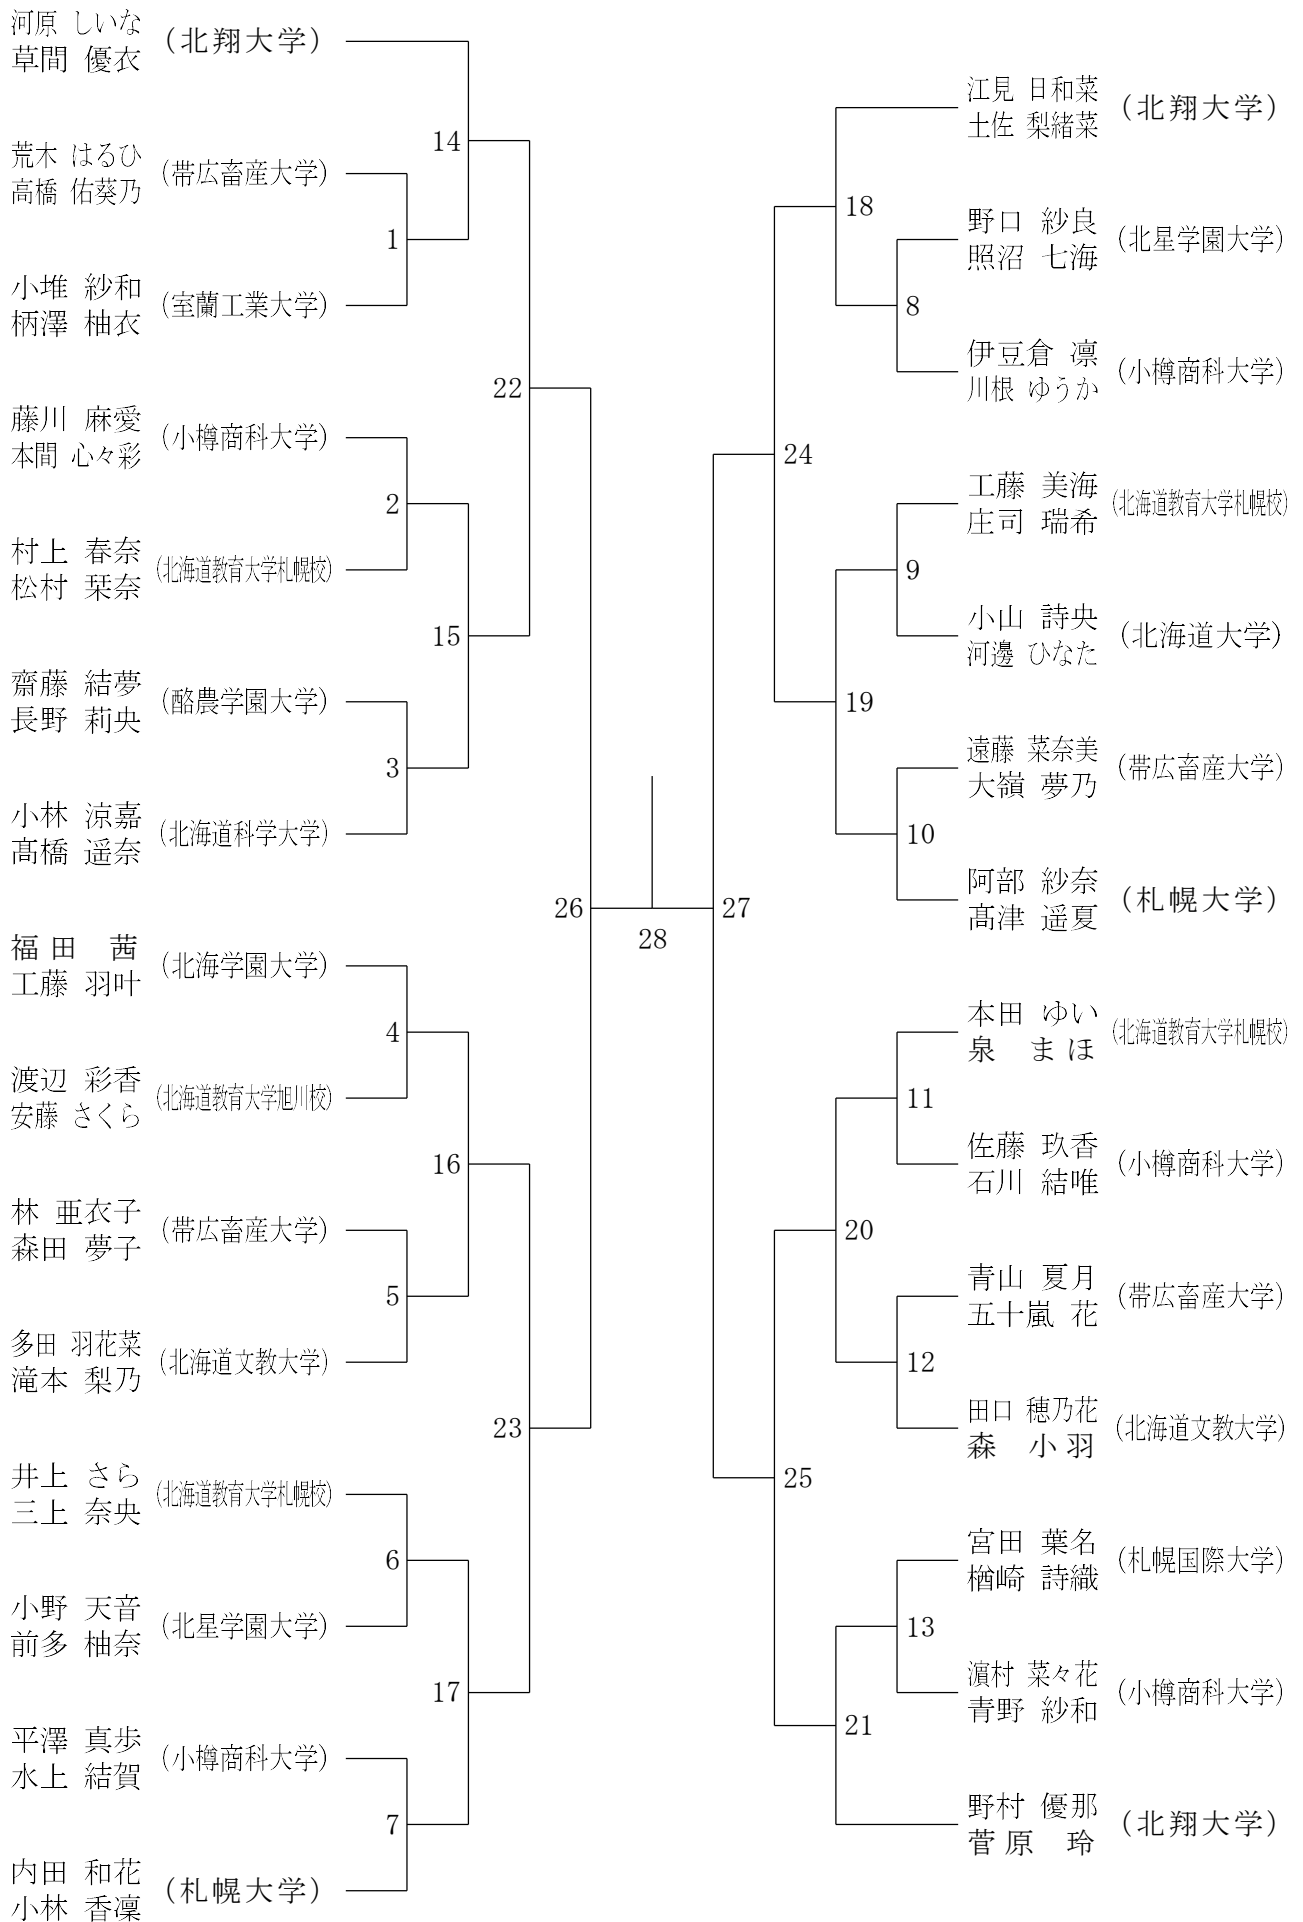 河原 しいな
草間 優衣
(北翔大学)
荒木 はるひ
高橋 佑葵乃
(帯広畜産大学)
小堆 紗和
柄澤 柚衣
(室蘭工業大学)
藤川 麻愛
本間 心々彩
(小樽商科大学)
村上 春奈
松村 栞奈
(北海道教育大学札幌校)
齋藤 結夢
長野 莉央
(酪農学園大学)
小林 涼嘉
髙橋 遥奈
(北海道科学大学)
福田 茜
工藤 羽叶
(北海学園大学)
渡辺 彩香
安藤 さくら
(北海道教育大学旭川校)
林 亜衣子
森田 夢子
(帯広畜産大学)
多田 羽花菜
滝本 梨乃
(北海道文教大学)
井上 さら
三上 奈央
(北海道教育大学札幌校)
小野 天音
前多 柚奈
(北星学園大学)
平澤 真歩
水上 結賀
(小樽商科大学)
内田 和花
小林 香凜
(札幌大学)
1
2
3
4
5
6
7
14
15
16
17
22
23
26
28
27
24
25
18
19
20
21
8
9
10
11
12
13
江見 日和菜
土佐 梨緒菜
(北翔大学)
野口 紗良
照沼 七海
(北星学園大学)
伊豆倉 凛
川根 ゆうか
(小樽商科大学)
工藤 美海
庄司 瑞希
(北海道教育大学札幌校)
小山 詩央
河邊 ひなた
(北海道大学)
遠藤 菜奈美
大嶺 夢乃
(帯広畜産大学)
阿部 紗奈
髙津 遥夏
(札幌大学)
本田 ゆい
泉 まほ
(北海道教育大学札幌校)
佐藤 玖香
石川 結唯
(小樽商科大学)
青山 夏月
五十嵐 花
(帯広畜産大学)
田口 穂乃花
森 小羽
(北海道文教大学)
宮田 葉名
楢崎 詩織
(札幌国際大学)
濵村 菜々花
青野 紗和
(小樽商科大学)
野村 優那
菅原 玲
(北翔大学)